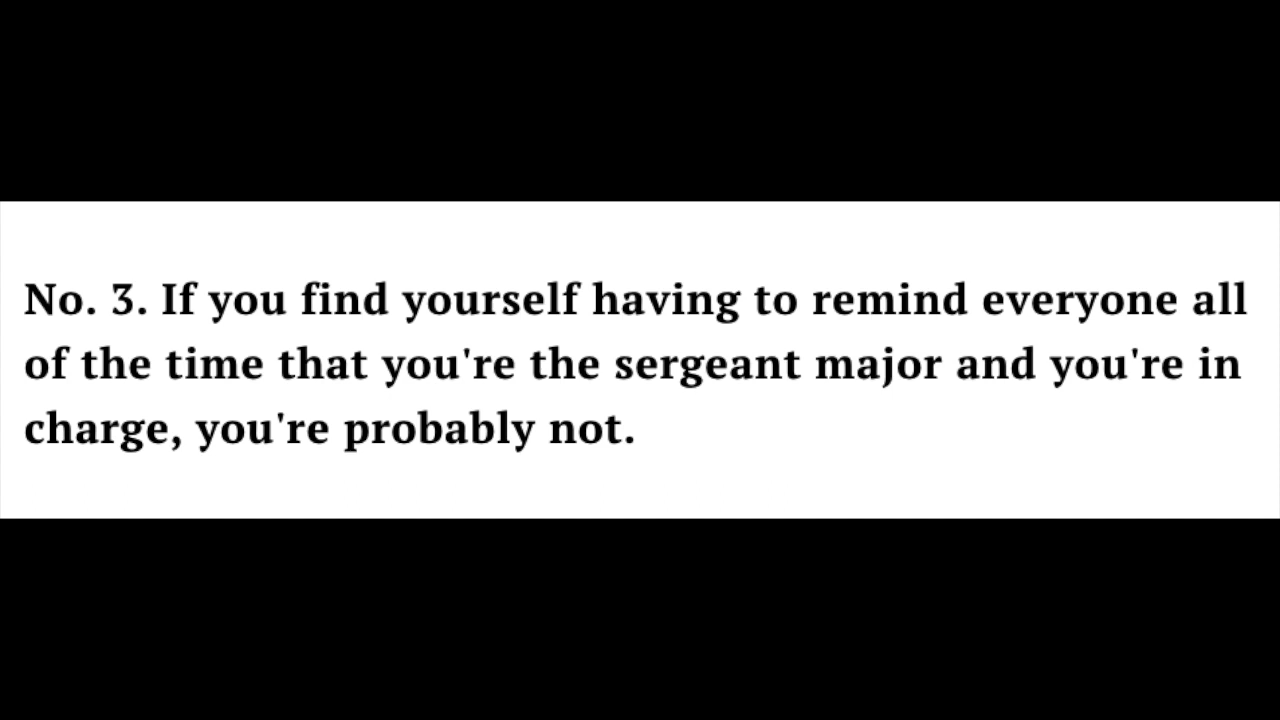 No. 3. If you find yourself having to remind everyone all
of the time that you're the sergeant major and you're in
charge, you're probably not.